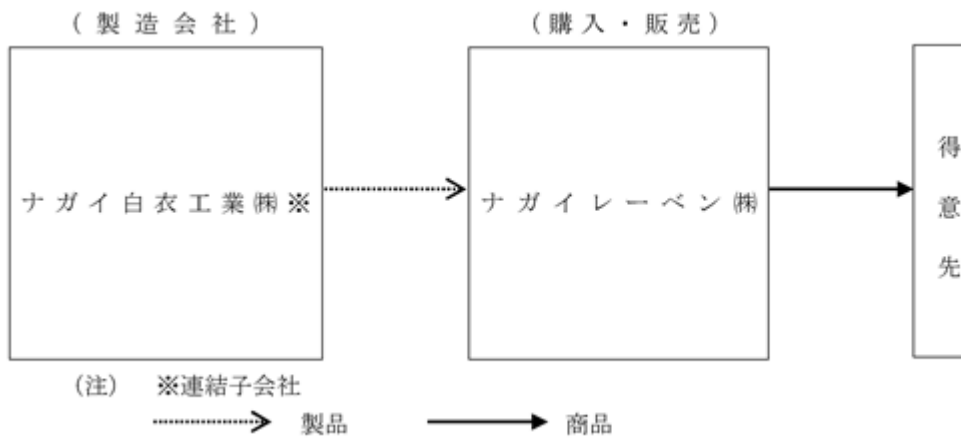 (製造会社)
(購入・販売)
ナガイ白衣工業㈱※
ナガイレーベン㈱
得意先
(注) ※連結子会社
製品
商品